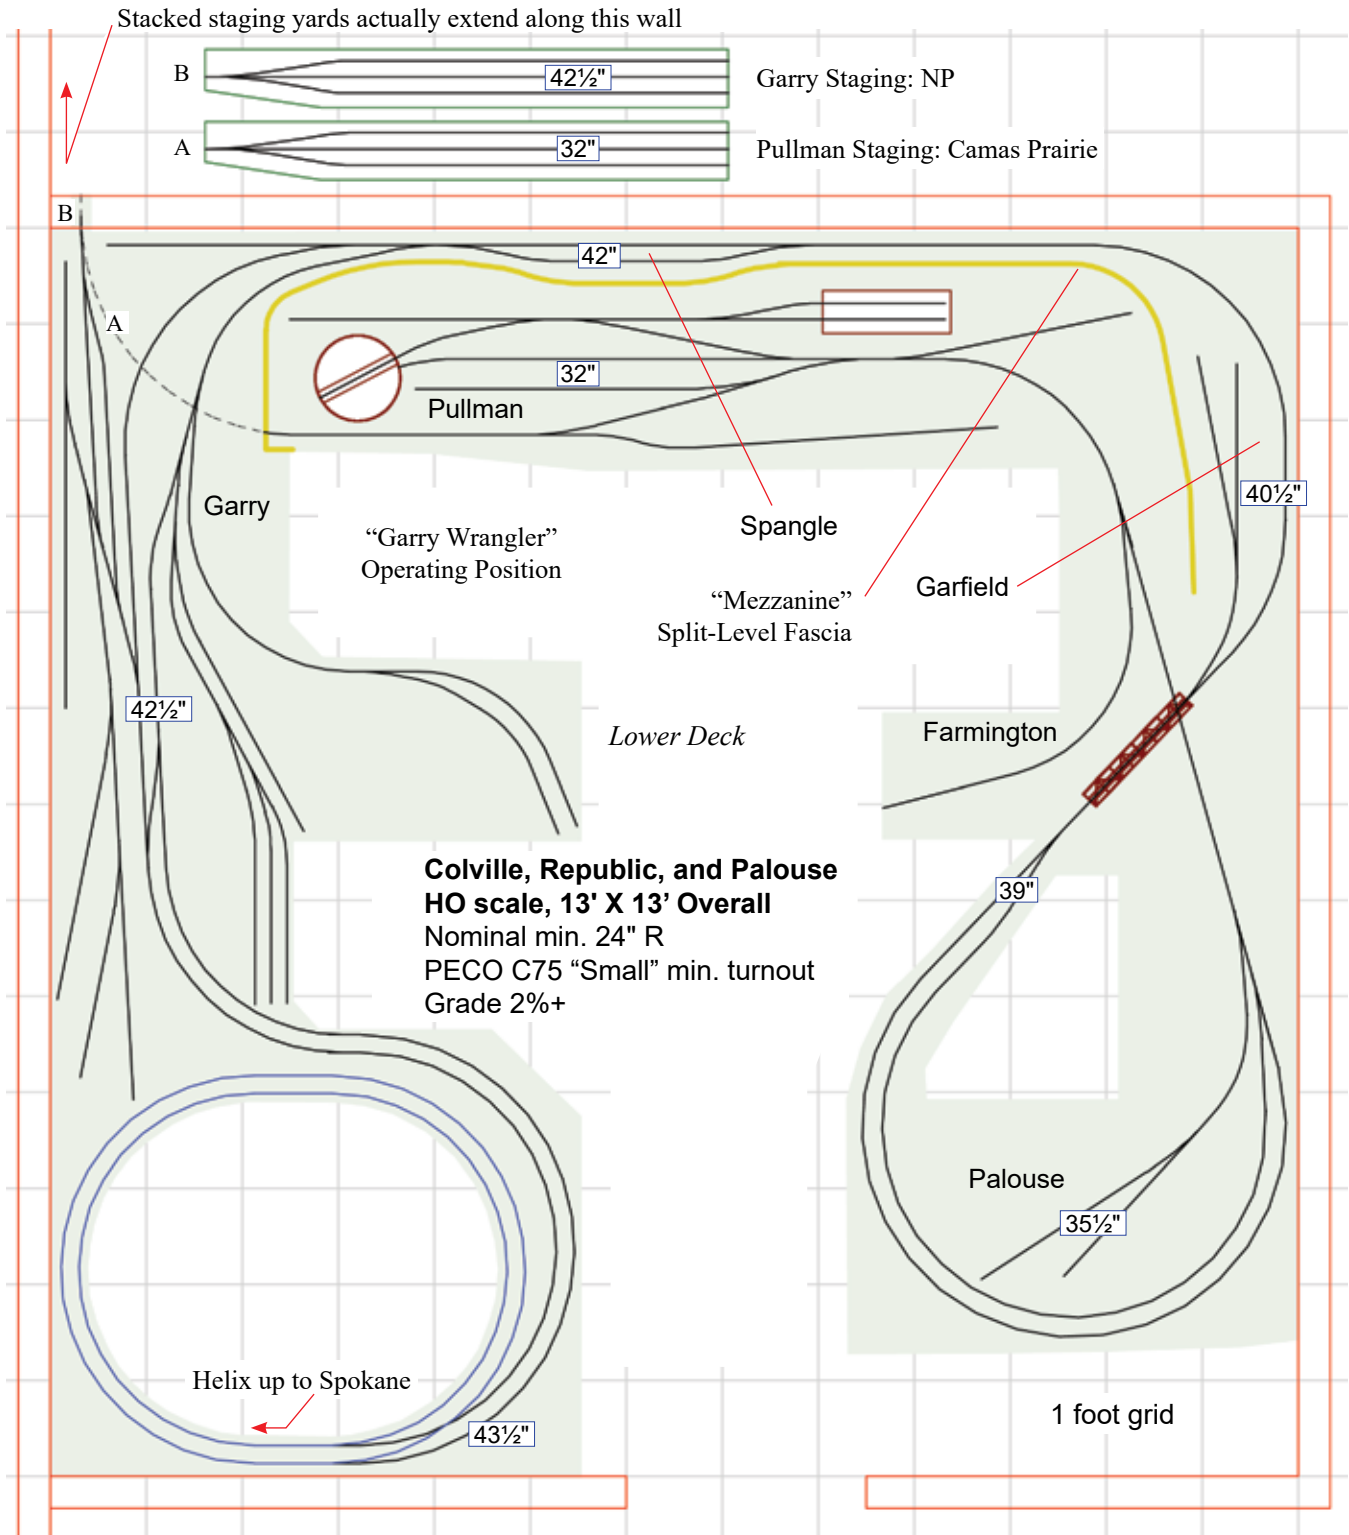 Stacked staging yards actually extend along this wall
B
42½"
Garry Staging: NP
A
32"
Pullman Staging: Camas Prairie
B
42"
A
32"
Pullman
Garry
40½"
Spangle
“Garry Wrangler”
Operating Position
Garfield
“Mezzanine”
Split-Level Fascia
42½"
Lower Deck
Farmington
Colville, Republic, and Palouse
HO scale, 13' X 13’ Overall
Nominal min. 24" R
PECO C75 “Small” min. turnout
Grade 2%+
39"
Palouse
35½"
Helix up to Spokane
43½"
1 foot grid